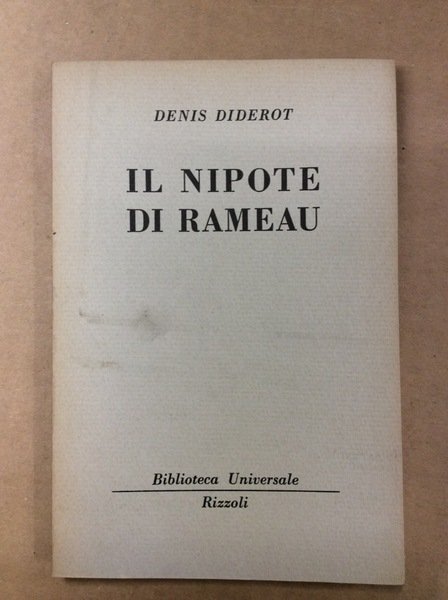 DENIS DIDEROT
IL NIPOTE
DI RAMEAU
Biblioteca Universale
Rizzoli